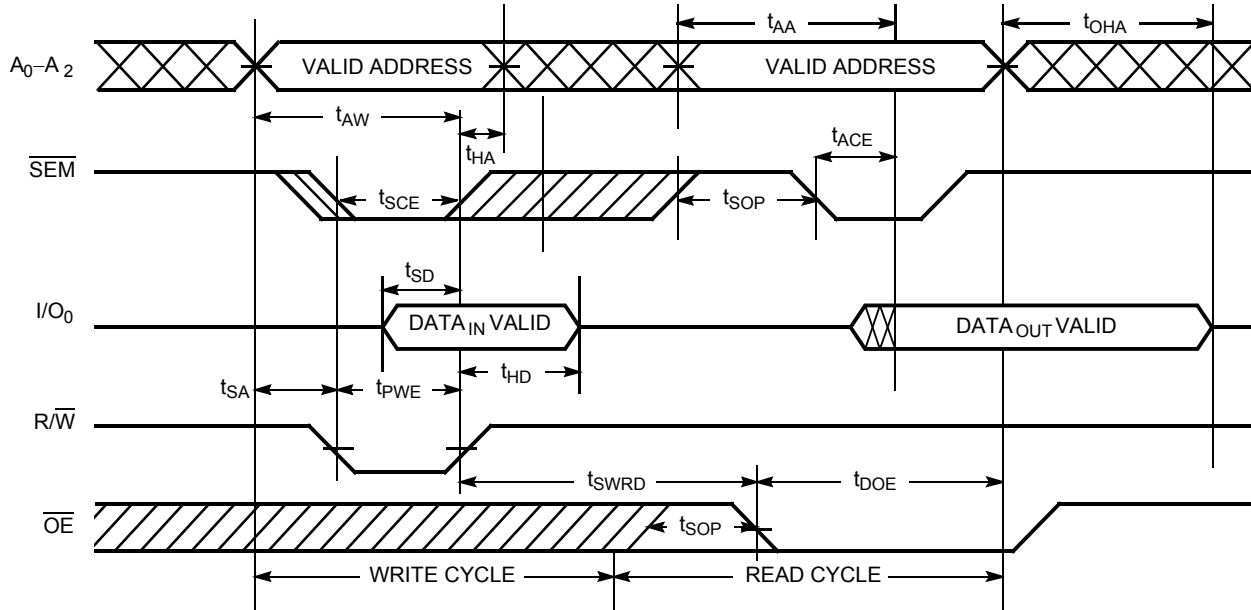 tAA
tOHA
A0–A2
VALID ADDRESS
VALID ADDRESS
tAW
tHA
tACE
SEM
tSCE
tSOP
tSD
I/O0
DATAIN VALID
DATAOUT VALID
tSA
tPWE
tHD
R/W
tSWRD
tDOE
OE
tSOP
WRITE CYCLE
READ CYCLE